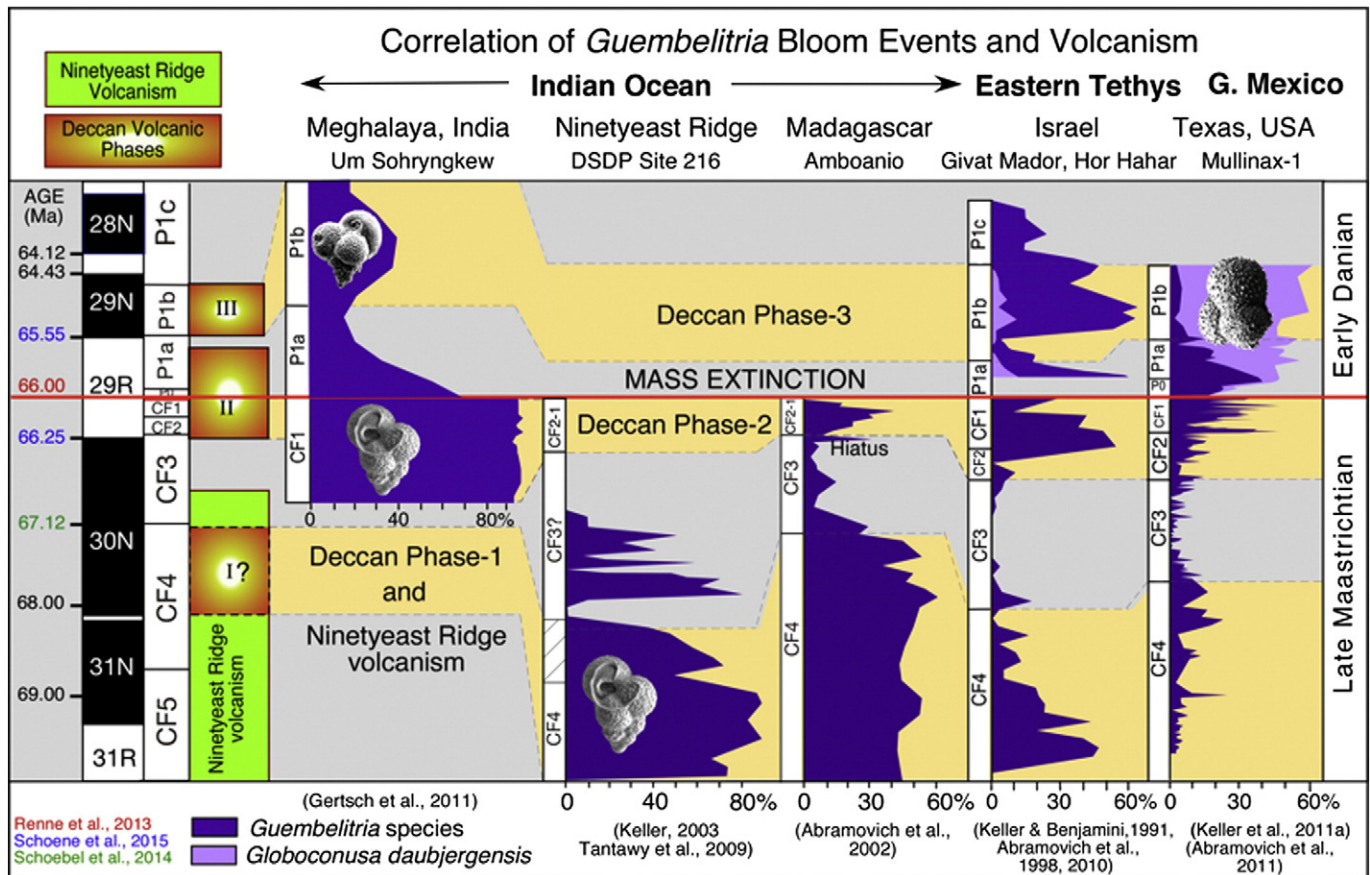 Correlation of Guembelitria Bloom Events and Volcanism
Ninetyeast Ridge
Volcanism
Deccan Volcanic
Phases
Indian Ocean
Eastern Tethys
G. Mexico
Meghalaya, India
Um Sohryngkew
Ninetyeast Ridge
DSDP Site 216
Madagascar
Amboanio
Israel
Givat Mador, Hor Hahar
Texas, USA
Mullinax-1
AGE
(Ma)
64.12
64.43
65.55
66.00
66.25
67.12
68.00
69.00
28N
29N
29R
30N
31N
31R
P1c
P1b
P1a
P0
CF1
CF2
CF3
CF4
CF5
III
II
I?
Ninetyeast Ridge
volcanism
P1b
P1a
CF1
0
40
80%
Deccan Phase-3
MASS EXTINCTION
Deccan Phase-2
Deccan Phase-1
and
Ninetyeast Ridge
volcanism
CF2-1
CF3?
CF4
0
40
80%
CF2-1
Hiatus
CF3
CF4
0
30
60%
P1c
P1b
P1a
CF1
CF2
CF3
CF4
0
30
60%
P1b
P1a
P0
CF1
CF2
CF3
CF4
0
30
60%
Early Danian
Late Maastrichtian
Renne et al., 2013
Schoene et al., 2015
Schoebel et al., 2014
(Gertsch et al., 2011)
Guembelitria species
Globoconusa daubjergensis
(Keller, 2003
Tantawy et al., 2009)
(Abramovich et al.,
2002)
(Keller & Benjamini,1991,
Abramovich et al.,
1998, 2010)
(Keller et al., 2011a)
(Abramovich et al.,
2011)